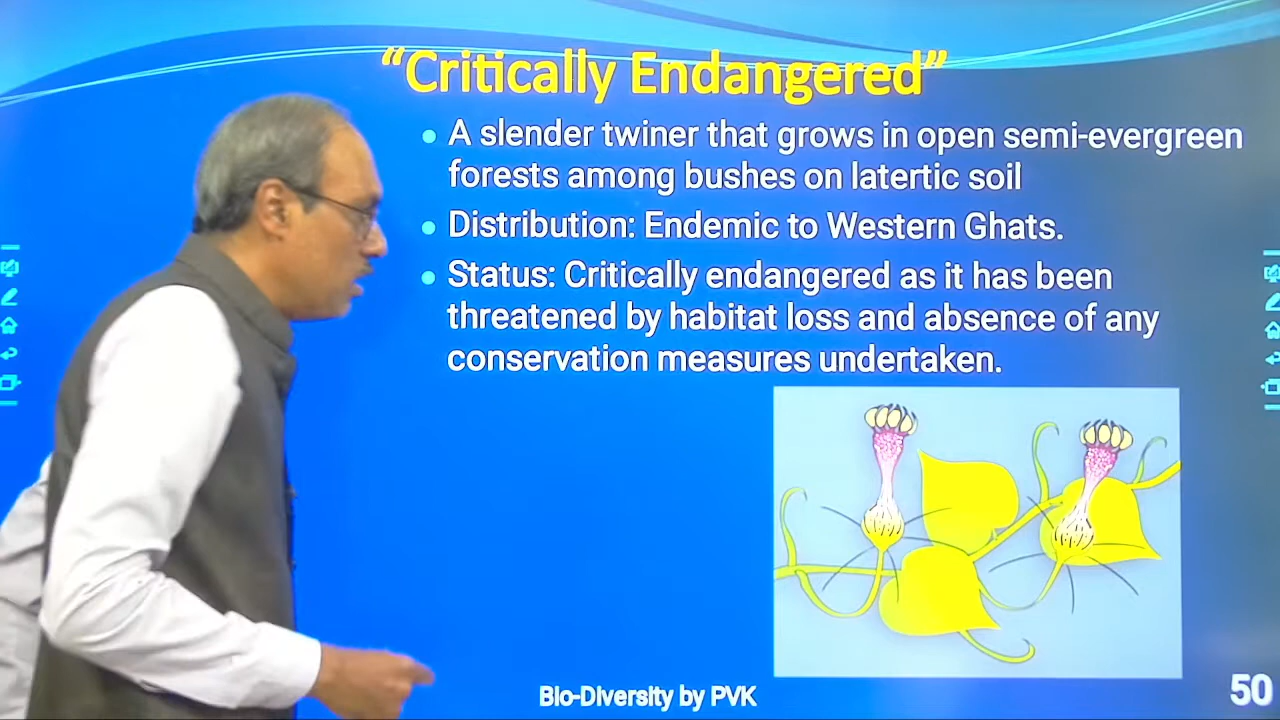 “Critically Endangered”
A slender twiner that grows in open semi-evergreen
forests among bushes on latertic soil
Distribution: Endemic to Western Ghats.
Status: Critically endangered as it has been
threatened by habitat loss and absence of any
conservation measures undertaken.
Bio-Diversity by PVK
50